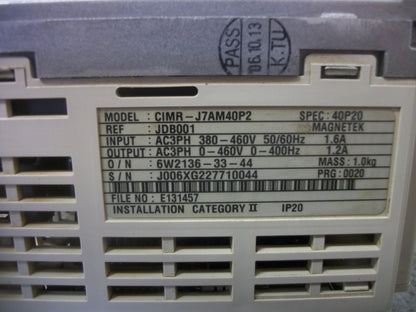 PASS
'06.10.13
K.TU
MODEL : CIMR-J7AM40P2 SPEC: 40P20
REF : JDB001 MAGNETEK
INPUT : AC3PH 380-460V 50/60Hz 1.6A
OUTPUT: AC3PH 0-460V 0-400Hz 1.2A
O/N : 6W2136-33-44 MASS: 1.0kg
S/N : J006XG227710044 PRG: 0020
FILE NO : E131457
INSTALLATION CATEGORY II IP20